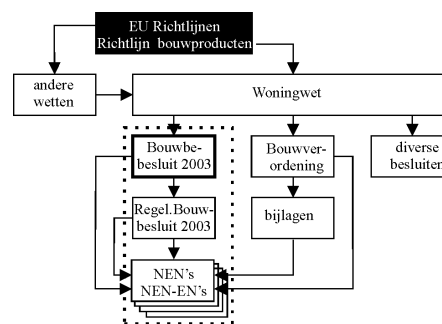 EU Richtlijnen
Richtlijn bouwproducten
andere
wetten
Woningwet
Bouwbe-
besluit 2003
Bouwver-
ordening
diverse
besluiten
Regel.Bouw-
besluit 2003
bijlagen
NEN's
NEN-EN's